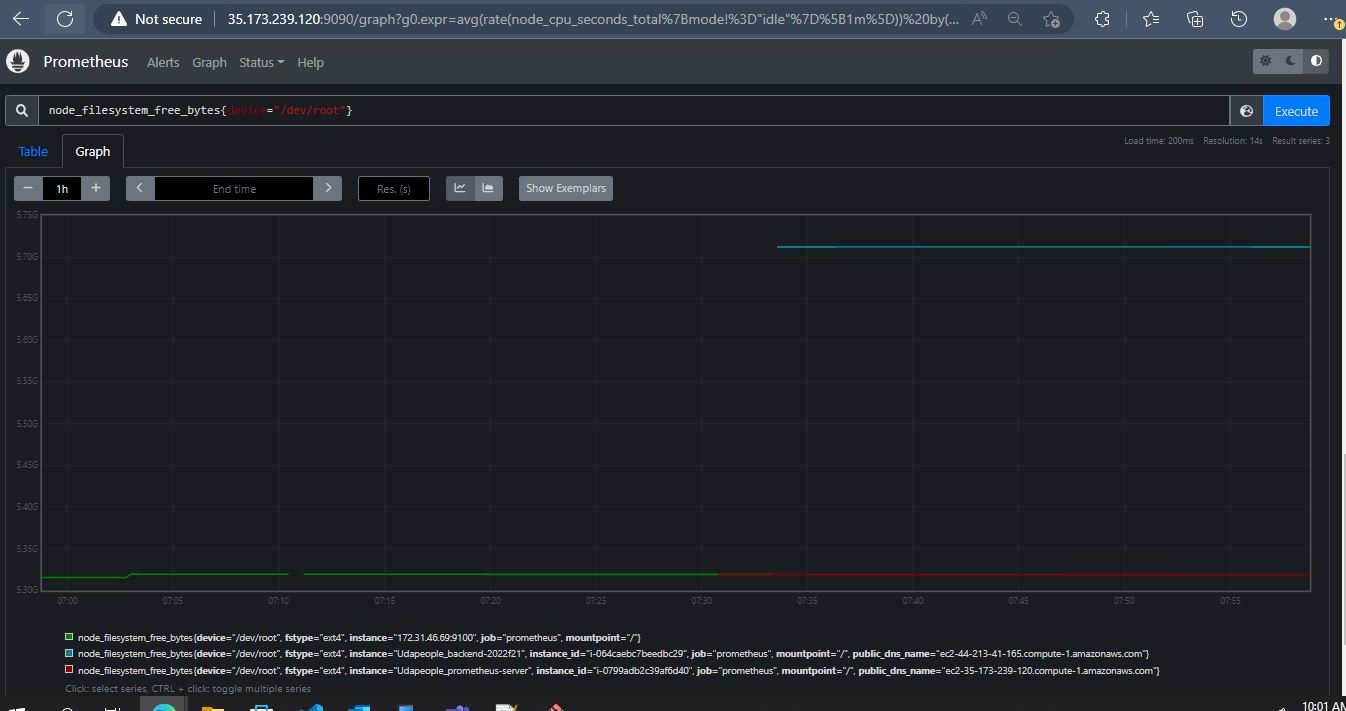 Not secure
35.173.239.120:9090/graph?g0.expr=avg(rate(node_cpu_seconds_total%7Bmode!%3D"idle"%7D%5B1m%5D))%20by(...
Prometheus
Alerts Graph Status Help
node_filesystem_free_bytes{device="/dev/root"}
Execute
Load time: 200ms Resolution: 14s Result series: 3
Table
Graph
1h
End time
Res. (s)
Show Exemplars
5.75G
5.70G
5.65G
5.60G
5.55G
5.50G
5.45G
5.40G
5.35G
5.30G
07:00 07:05 07:10 07:15 07:20 07:25 07:30 07:35 07:40 07:45 07:50 07:55
node_filesystem_free_bytes{device="/dev/root", fstype="ext4", instance="172.31.46.69:9100", job="prometheus", mountpoint="/"}
node_filesystem_free_bytes{device="/dev/root", fstype="ext4", instance="Udapeople_backend-2022f21", instance_id="i-064caebc7beedbc29", job="prometheus", mountpoint="/", public_dns_name="ec2-44-213-41-165.compute-1.amazonaws.com"}
node_filesystem_free_bytes{device="/dev/root", fstype="ext4", instance="Udapeople_prometheus-server", instance_id="i-0799adb2c39af6d40", job="prometheus", mountpoint="/", public_dns_name="ec2-35-173-239-120.compute-1.amazonaws.com"}
Click: select series, CTRL + click: toggle multiple series
10:01 AM